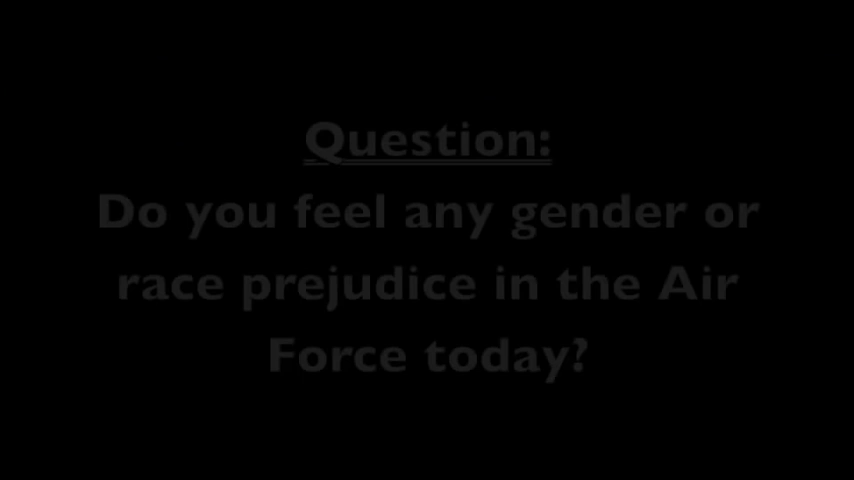 Question:
Do you feel any gender or
race prejudice in the Air
Force today?